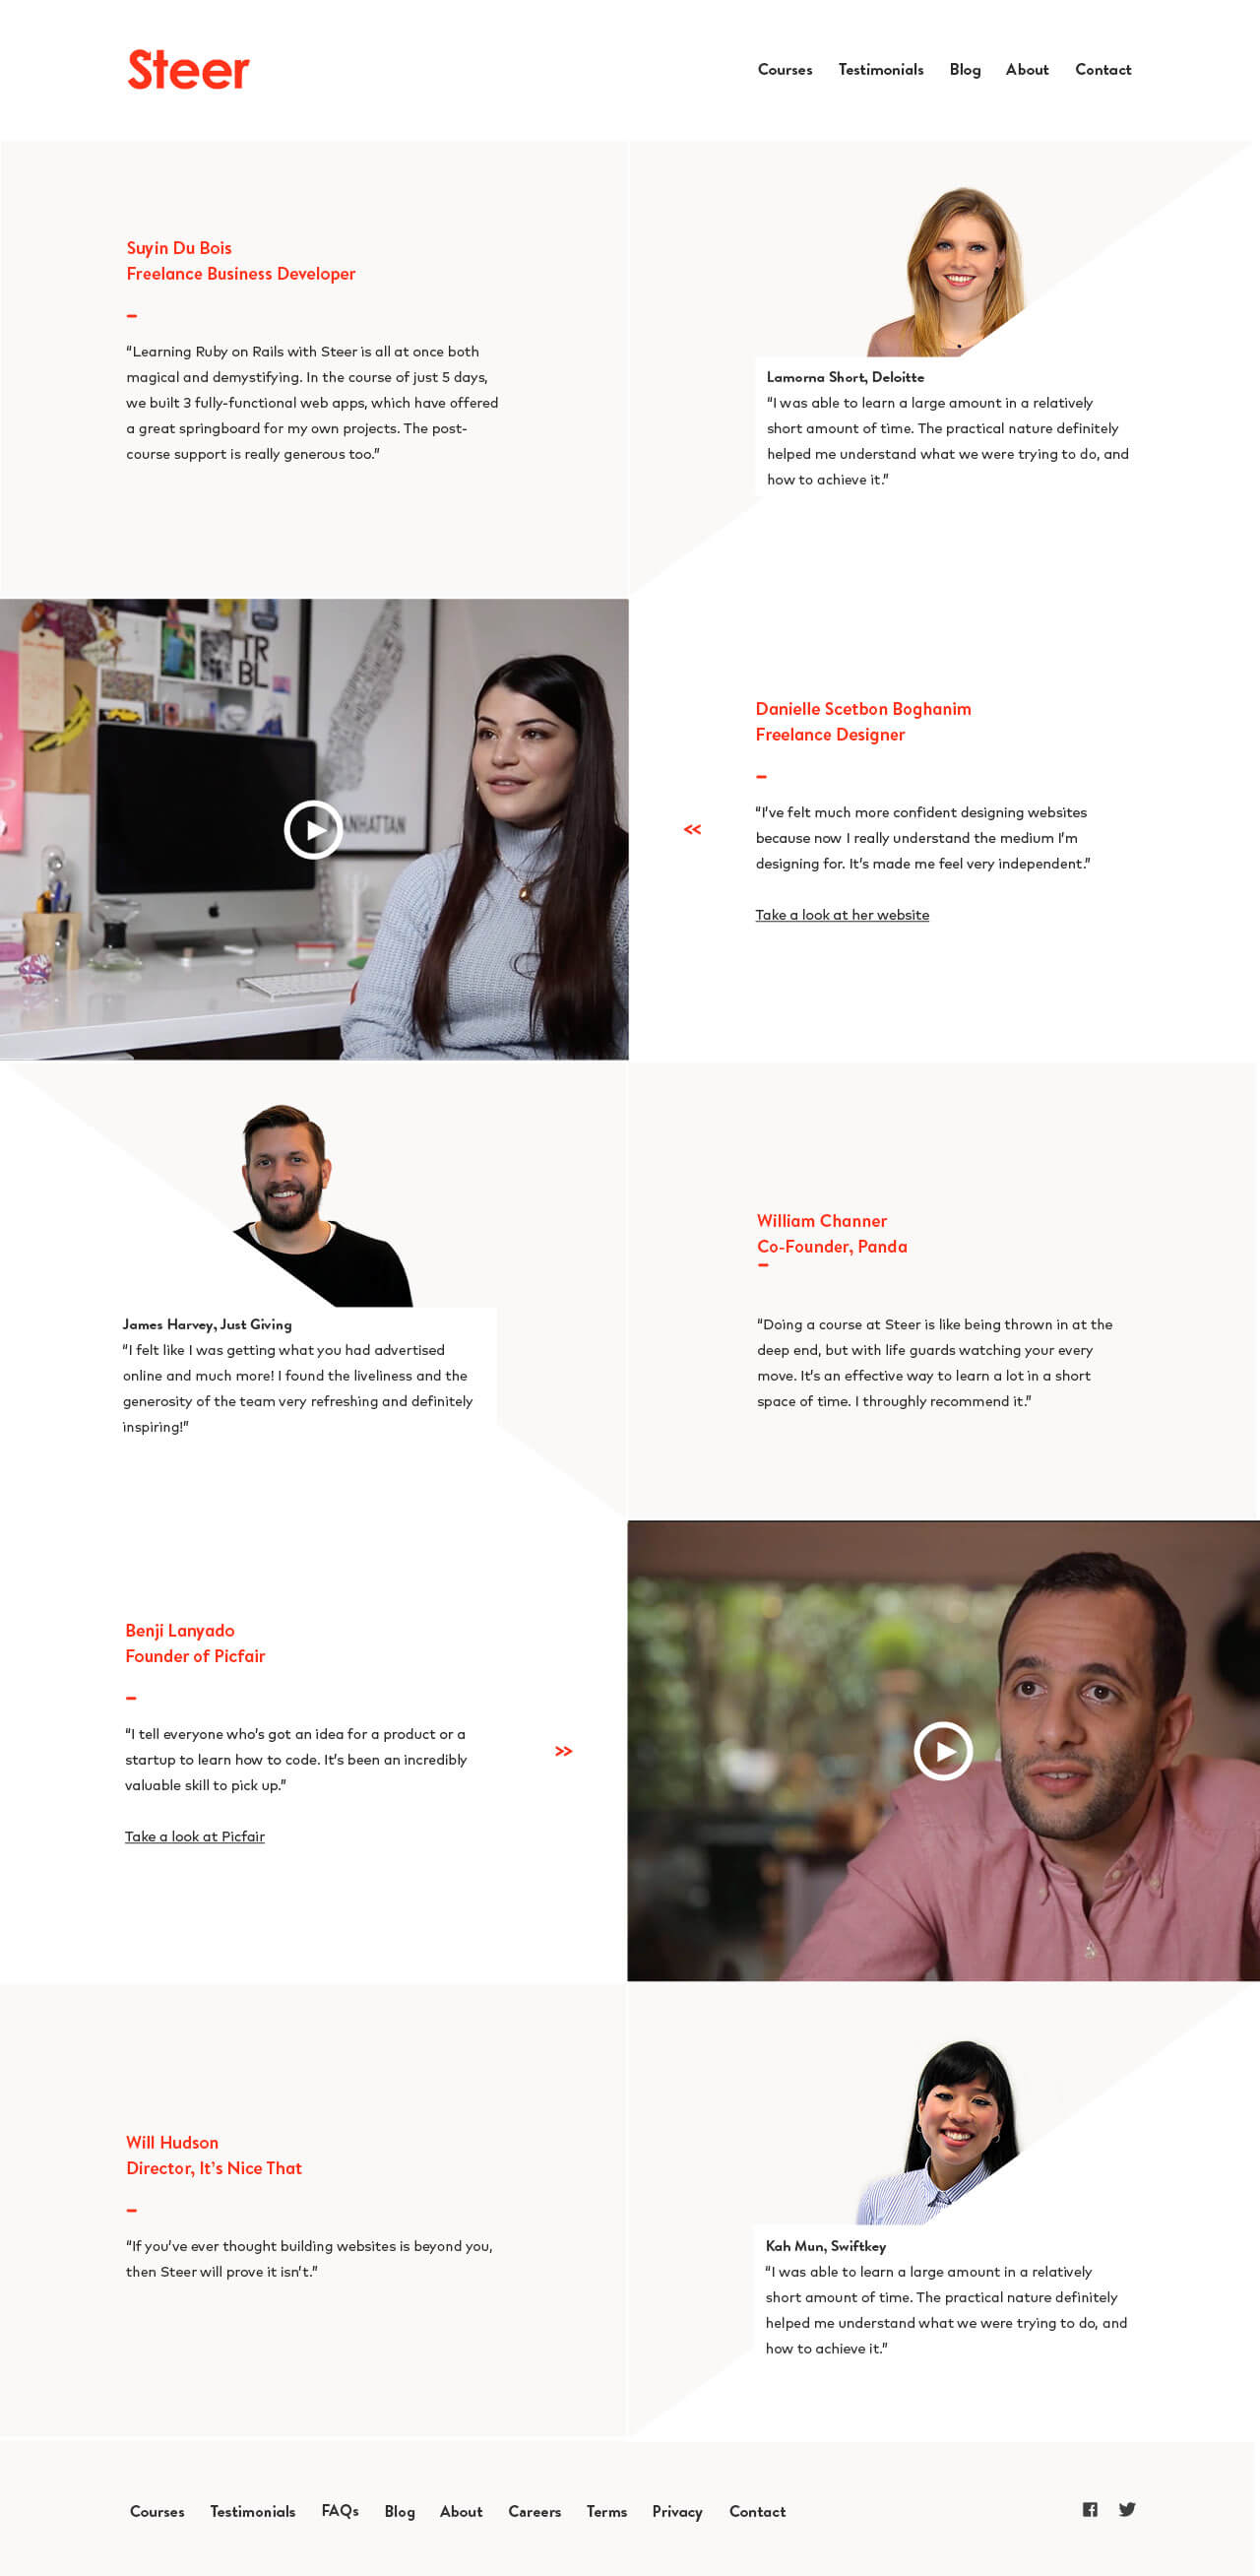 Steer
Courses Testimonials Blog About Contact
Suyin Du Bois
Freelance Business Developer
–
“Learning Ruby on Rails with Steer is all at once both
magical and demystifying. In the course of just 5 days,
we built 3 fully-functional web apps, which have offered
a great springboard for my own projects. The post-
course support is really generous too.”
Lamorna Short, Deloitte
“I was able to learn a large amount in a relatively
short amount of time. The practical nature definitely
helped me understand what we were trying to do, and
how to achieve it.”
TR
BL
ANHATTAN
<<
Danielle Scetbon Boghanim
Freelance Designer
–
“I’ve felt much more confident designing websites
because now I really understand the medium I’m
designing for. It’s made me feel very independent.”
Take a look at her website
James Harvey, Just Giving
“I felt like I was getting what you had advertised
online and much more! I found the liveliness and the
generosity of the team very refreshing and definitely
inspiring!”
William Channer
Co-Founder, Panda
–
“Doing a course at Steer is like being thrown in at the
deep end, but with life guards watching your every
move. It’s an effective way to learn a lot in a short
space of time. I throughly recommend it.”
Benji Lanyado
Founder of Picfair
–
“I tell everyone who’s got an idea for a product or a
startup to learn how to code. It’s been an incredibly
valuable skill to pick up.”
Take a look at Picfair
>>
Will Hudson
Director, It’s Nice That
–
“If you’ve ever thought building websites is beyond you,
then Steer will prove it isn’t.”
Kah Mun, Swiftkey
“I was able to learn a large amount in a relatively
short amount of time. The practical nature definitely
helped me understand what we were trying to do, and
how to achieve it.”
Courses Testimonials FAQs Blog About Careers Terms Privacy Contact